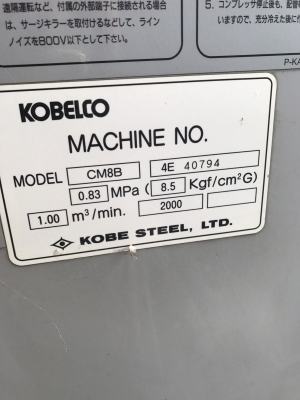 遠隔運転など、付属の外部端子に接続される場合
は、サージキラーを取付けるなどして、ライン
ノイズを800V以下として下さい。
5. コンプレッサ停止後も、配管
いますので、充分冷えた後に
P-KA
KOBELCO
MACHINE NO.
MODEL CM8B 4E 40794
0.83 MPa ( 8.5 Kgf/cm²G)
1.00 m³/min. 2000
KOBE STEEL, LTD.